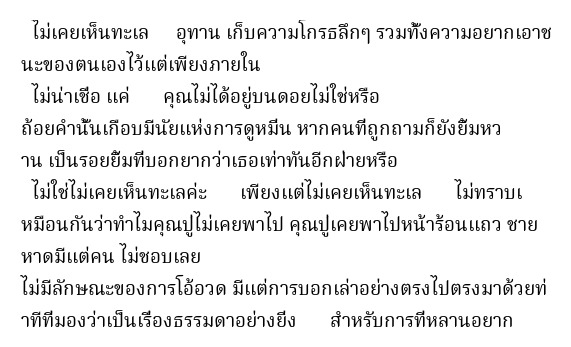 ไม่เคยเห็นทะเล อุทาน เก็บความโกรธลึกๆ รวมทั้งความอยากเอาช
นะของตนเองไว้แต่เพียงภายใน
ไม่น่าเชื่อ แค่ คุณไม่ได้อยู่บนดอยไม่ใช่หรือ
ถ้อยคำนั้นเกือบมีนัยแห่งการดูหมิ่น หากคนที่ถูกถามก็ยังยิ้มหว
าน เป็นรอยยิ้มที่บอกยากว่าเธอเท่าทันอีกฝ่ายหรือ
ไม่ใช่ไม่เคยเห็นทะเลค่ะ เพียงแต่ไม่เคยเห็นทะเล ไม่ทราบเ
หมือนกันว่าทำไมคุณปู่ไม่เคยพาไป คุณปู่เคยพาไปหน้าร้อนแถว ชาย
หาดมีแต่คน ไม่ชอบเลย
ไม่มีลักษณะของการโอ้อวด มีแต่การบอกเล่าอย่างตรงไปตรงมาด้วยท่
าทีที่มองว่าเป็นเรื่องธรรมดาอย่างยิ่ง สำหรับการที่หลานอยาก